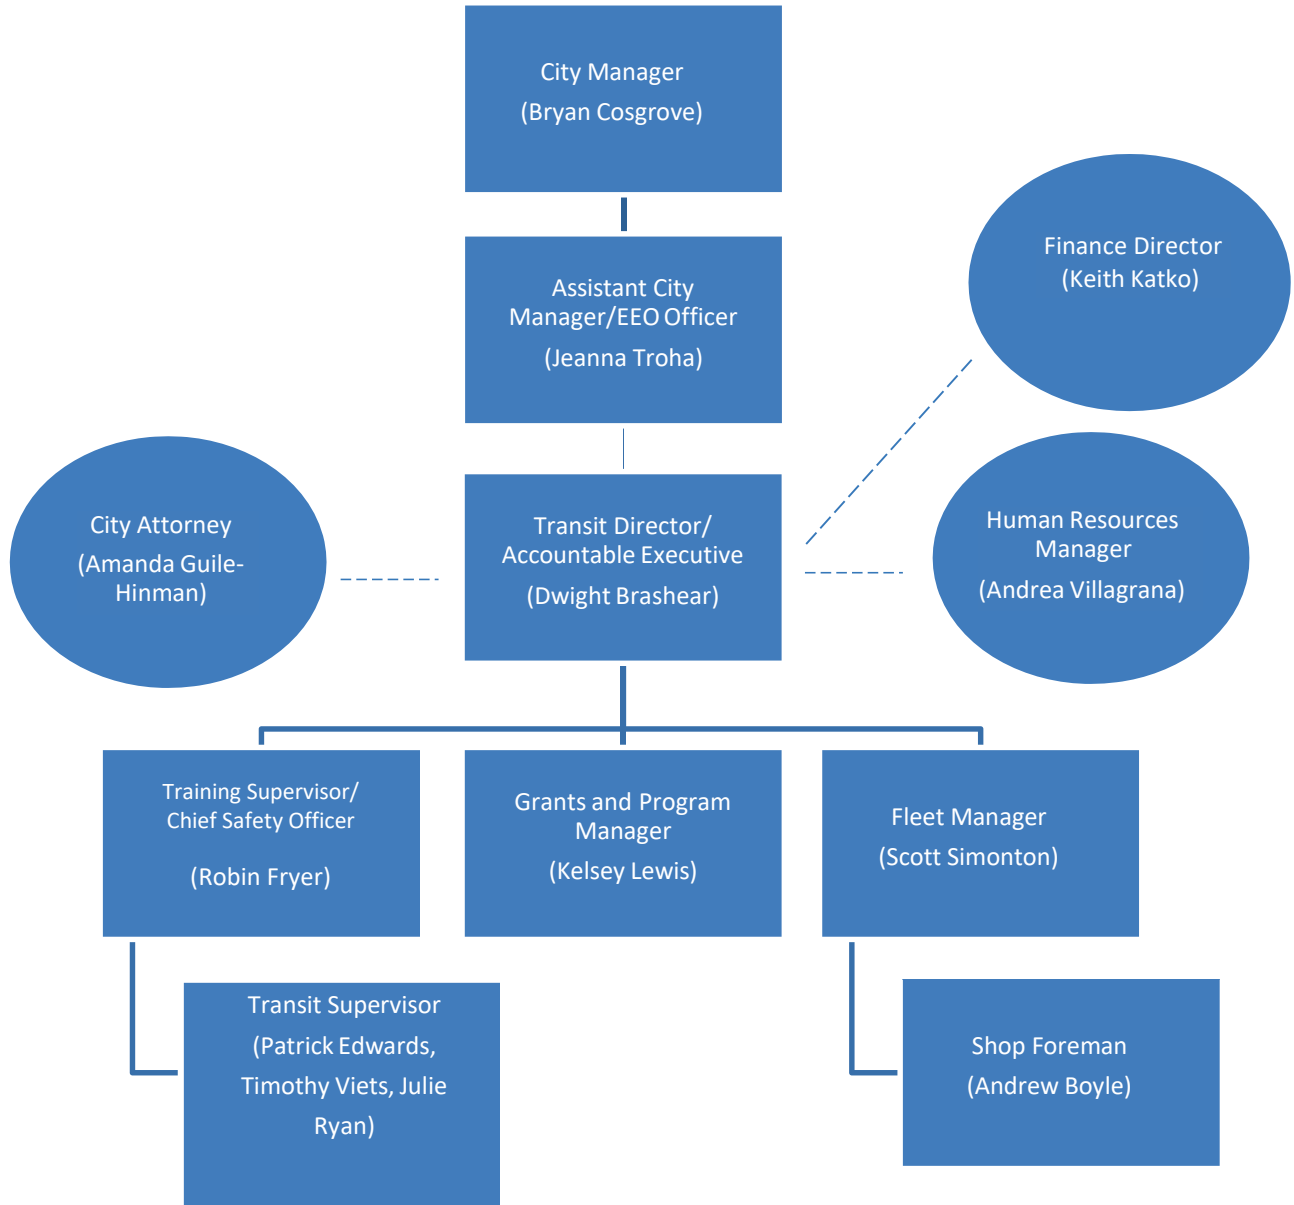 City Manager
(Bryan Cosgrove)
Assistant City
Manager/EEO Officer
(Jeanna Troha)
Finance Director
(Keith Katko)
City Attorney
(Amanda Guile-
Hinman)
Transit Director/
Accountable Executive
(Dwight Brashear)
Human Resources
Manager
(Andrea Villagrana)
Training Supervisor/
Chief Safety Officer
(Robin Fryer)
Grants and Program
Manager
(Kelsey Lewis)
Fleet Manager
(Scott Simonton)
Transit Supervisor
(Patrick Edwards,
Timothy Viets, Julie
Ryan)
Shop Foreman
(Andrew Boyle)